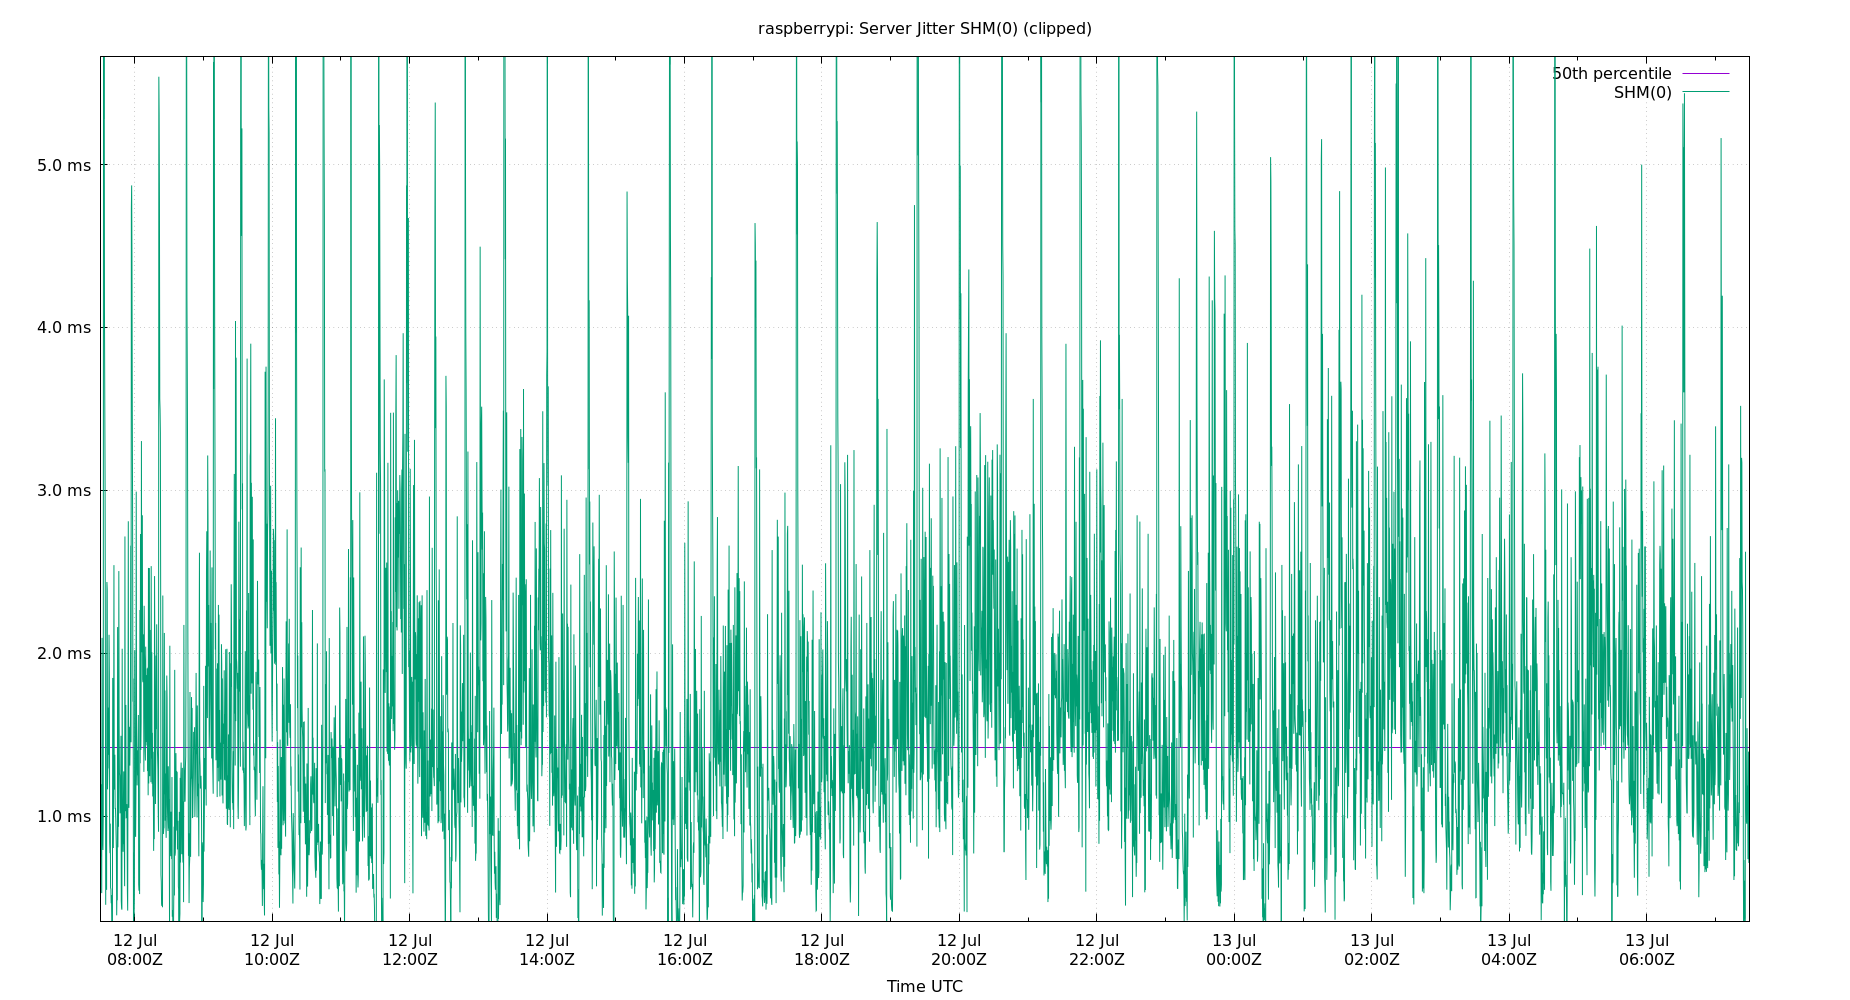 raspberrypi: Server Jitter SHM(0) (clipped)
50th percentile
SHM(0)
5.0 ms
4.0 ms
3.0 ms
2.0 ms
1.0 ms
12 Jul 12 Jul 12 Jul 12 Jul 12 Jul 12 Jul 12 Jul 12 Jul 13 Jul 13 Jul 13 Jul 13 Jul
08:00Z 10:00Z 12:00Z 14:00Z 16:00Z 18:00Z 20:00Z 22:00Z 00:00Z 02:00Z 04:00Z 06:00Z
Time UTC